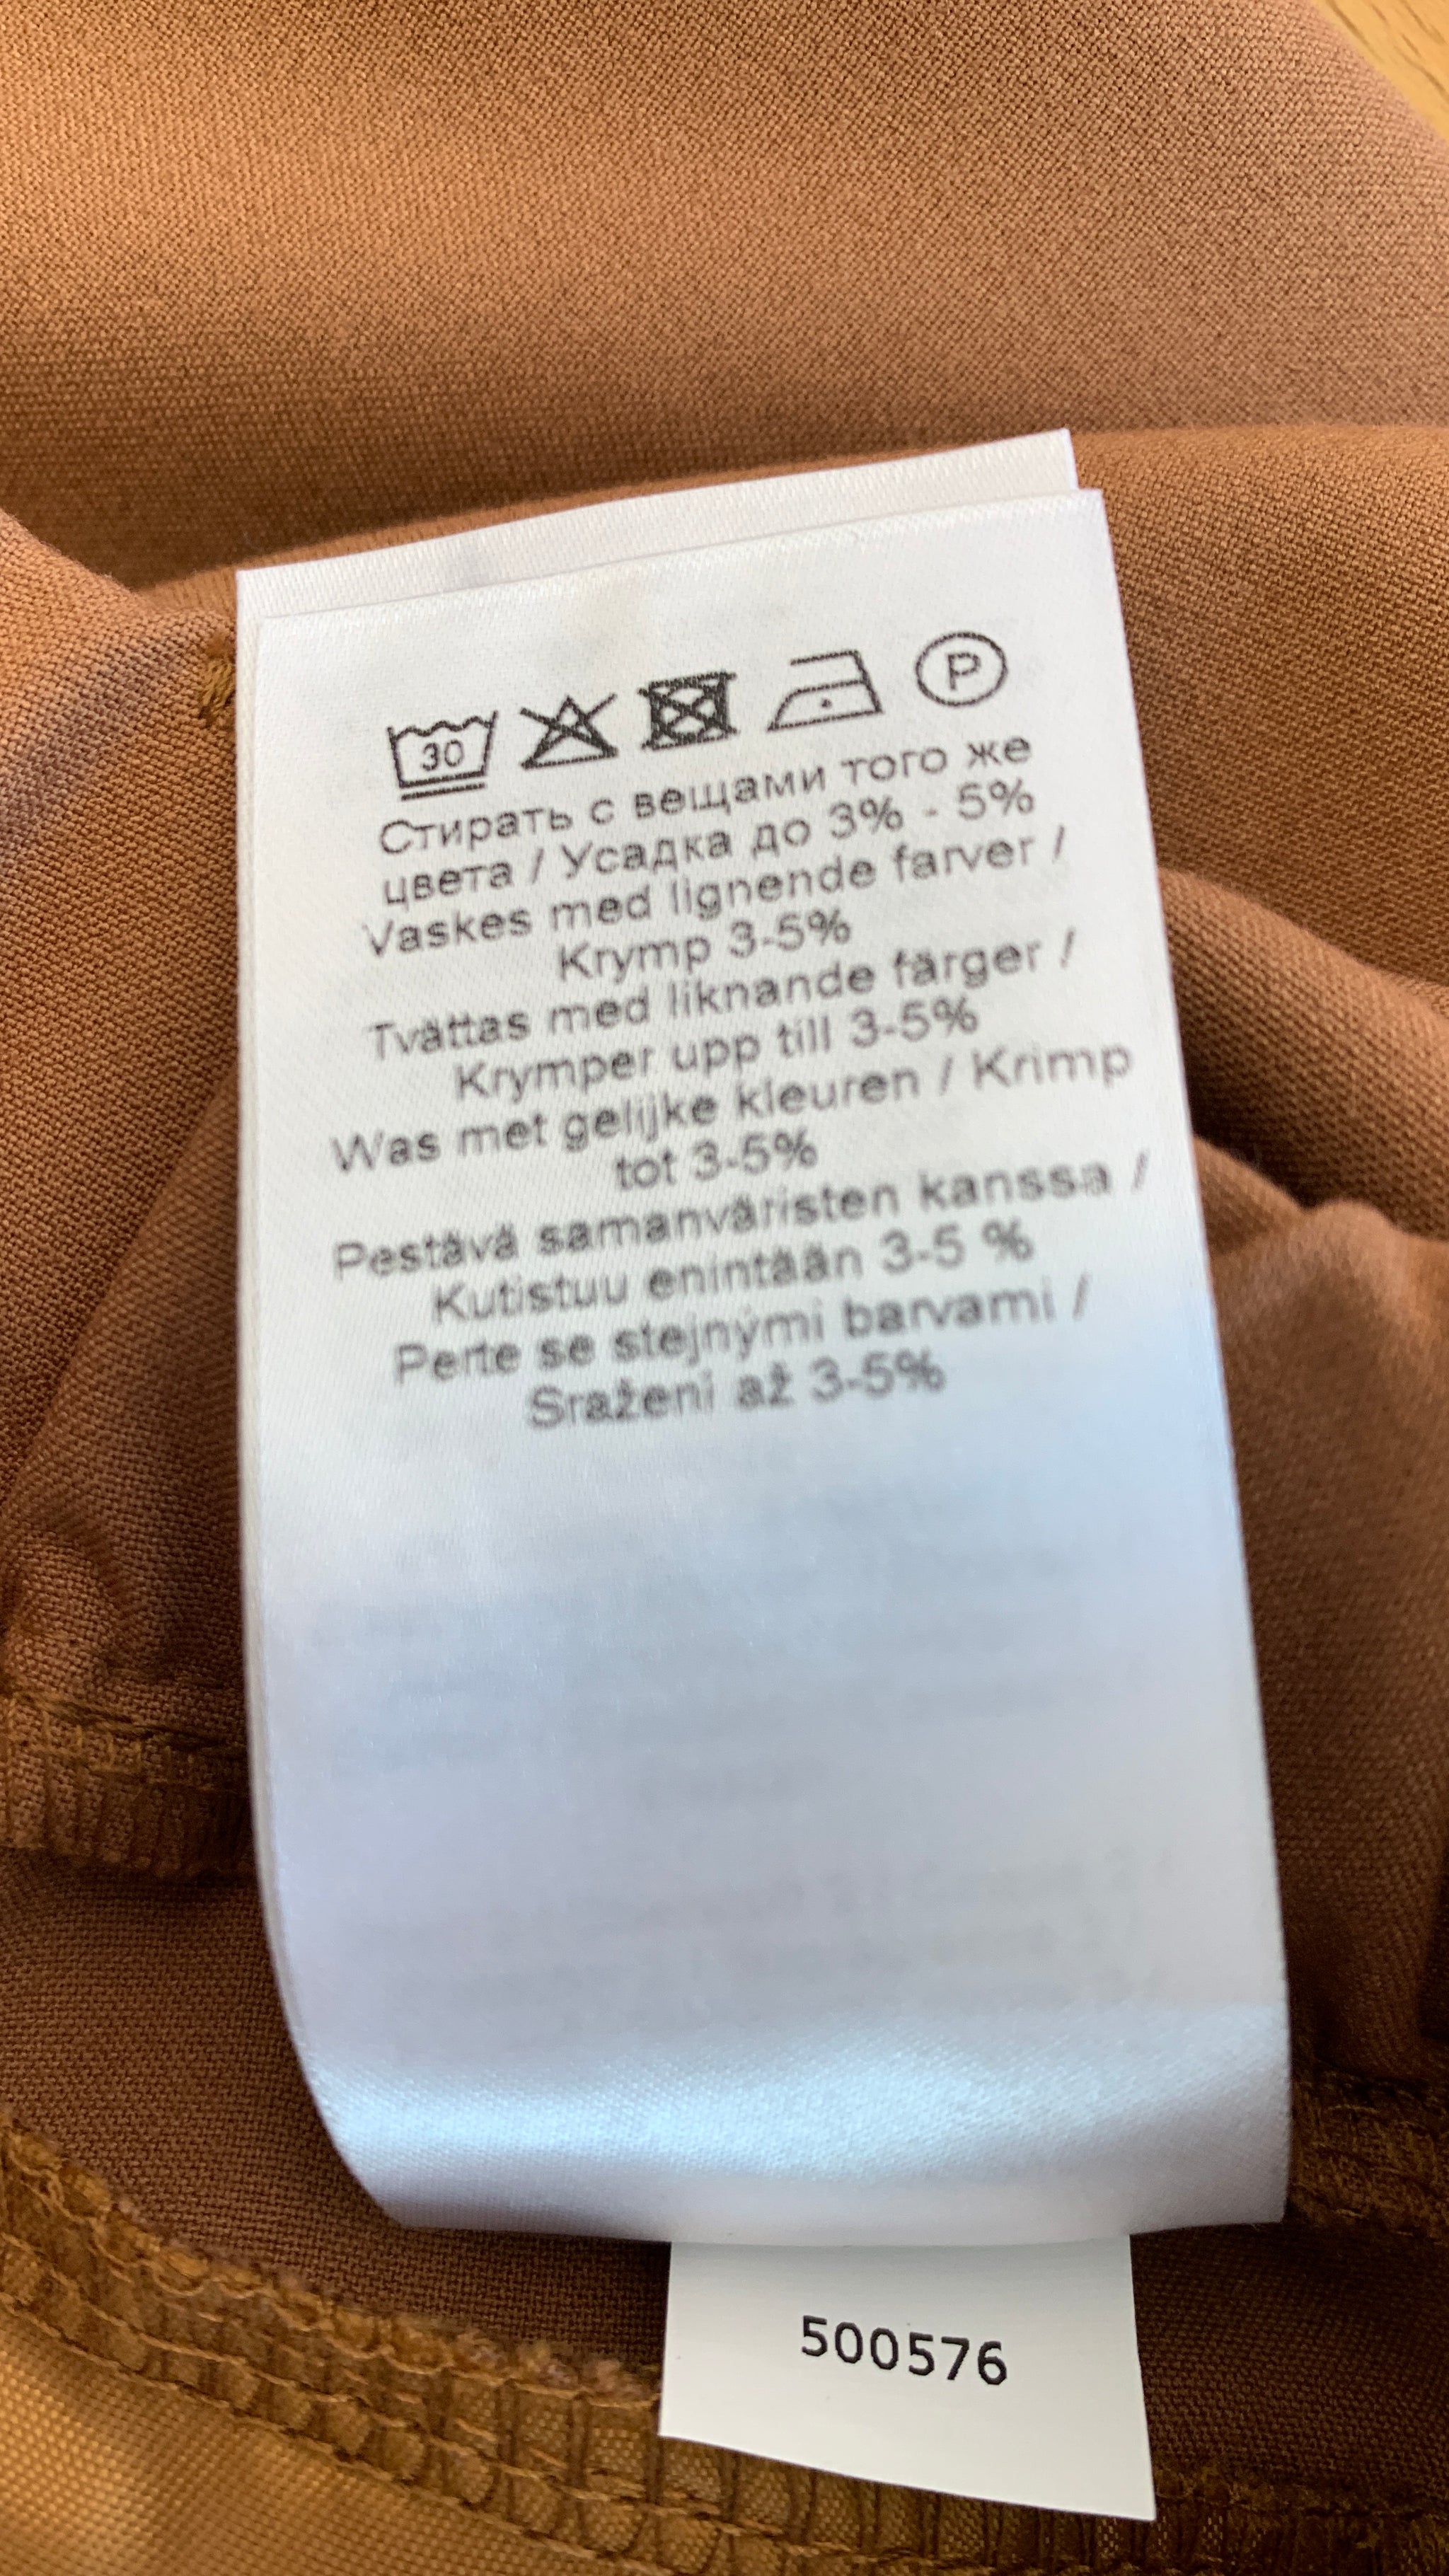 30
P
Стирать с вещами того же
цвета / Усадка до 3% - 5%
Vaskes med lignende farver /
Krymp 3-5%
Tvättas med liknande färger /
Krymper upp till 3-5%
Was met gelijke kleuren / Krimp
tot 3-5%
Pestävä samanväristen kanssa /
Kutistuu enintään 3-5 %
Perte se stejnými barvami /
Sražení až 3-5%
500576